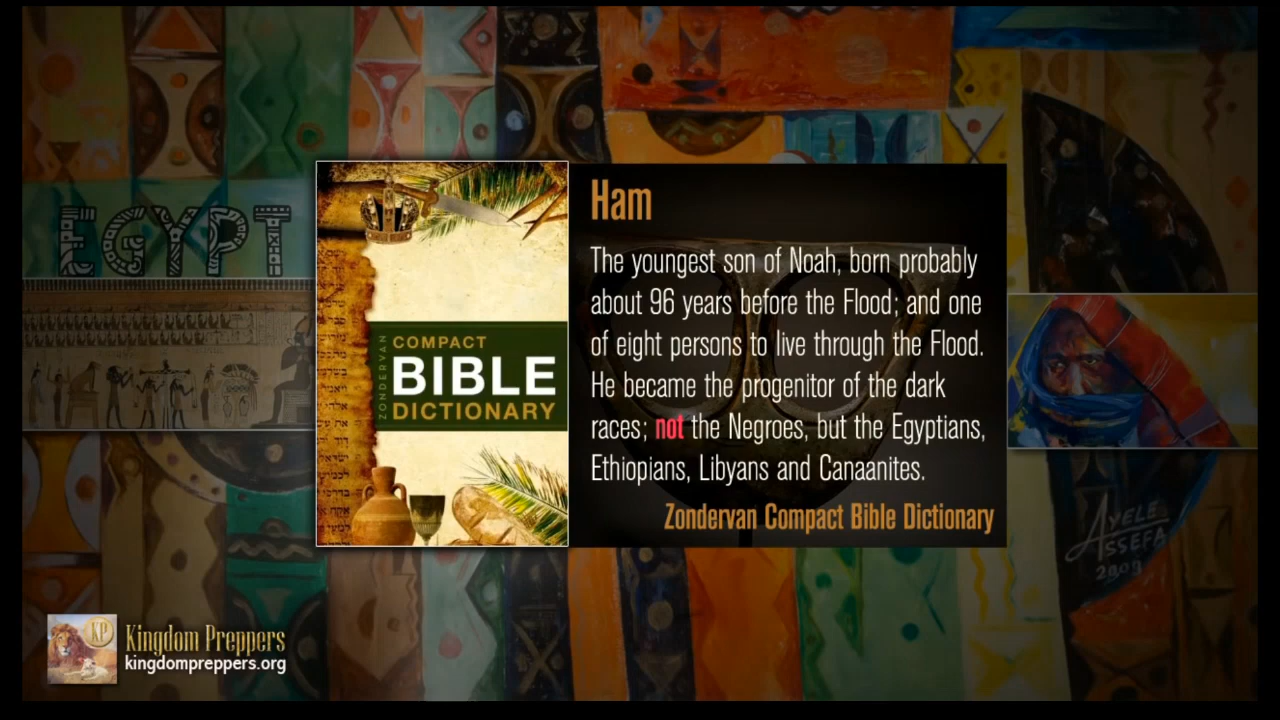 EGYPT
COMPACT
BIBLE
DICTIONARY
ZONDERVAN
Ham
The youngest son of Noah, born probably
about 96 years before the Flood; and one
of eight persons to live through the Flood.
He became the progenitor of the dark
races; not the Negroes, but the Egyptians,
Ethiopians, Libyans and Canaanites.
Zondervan Compact Bible Dictionary
AYELE
ASSEFA
2009
KP
Kingdom Preppers
kingdompreppers.org